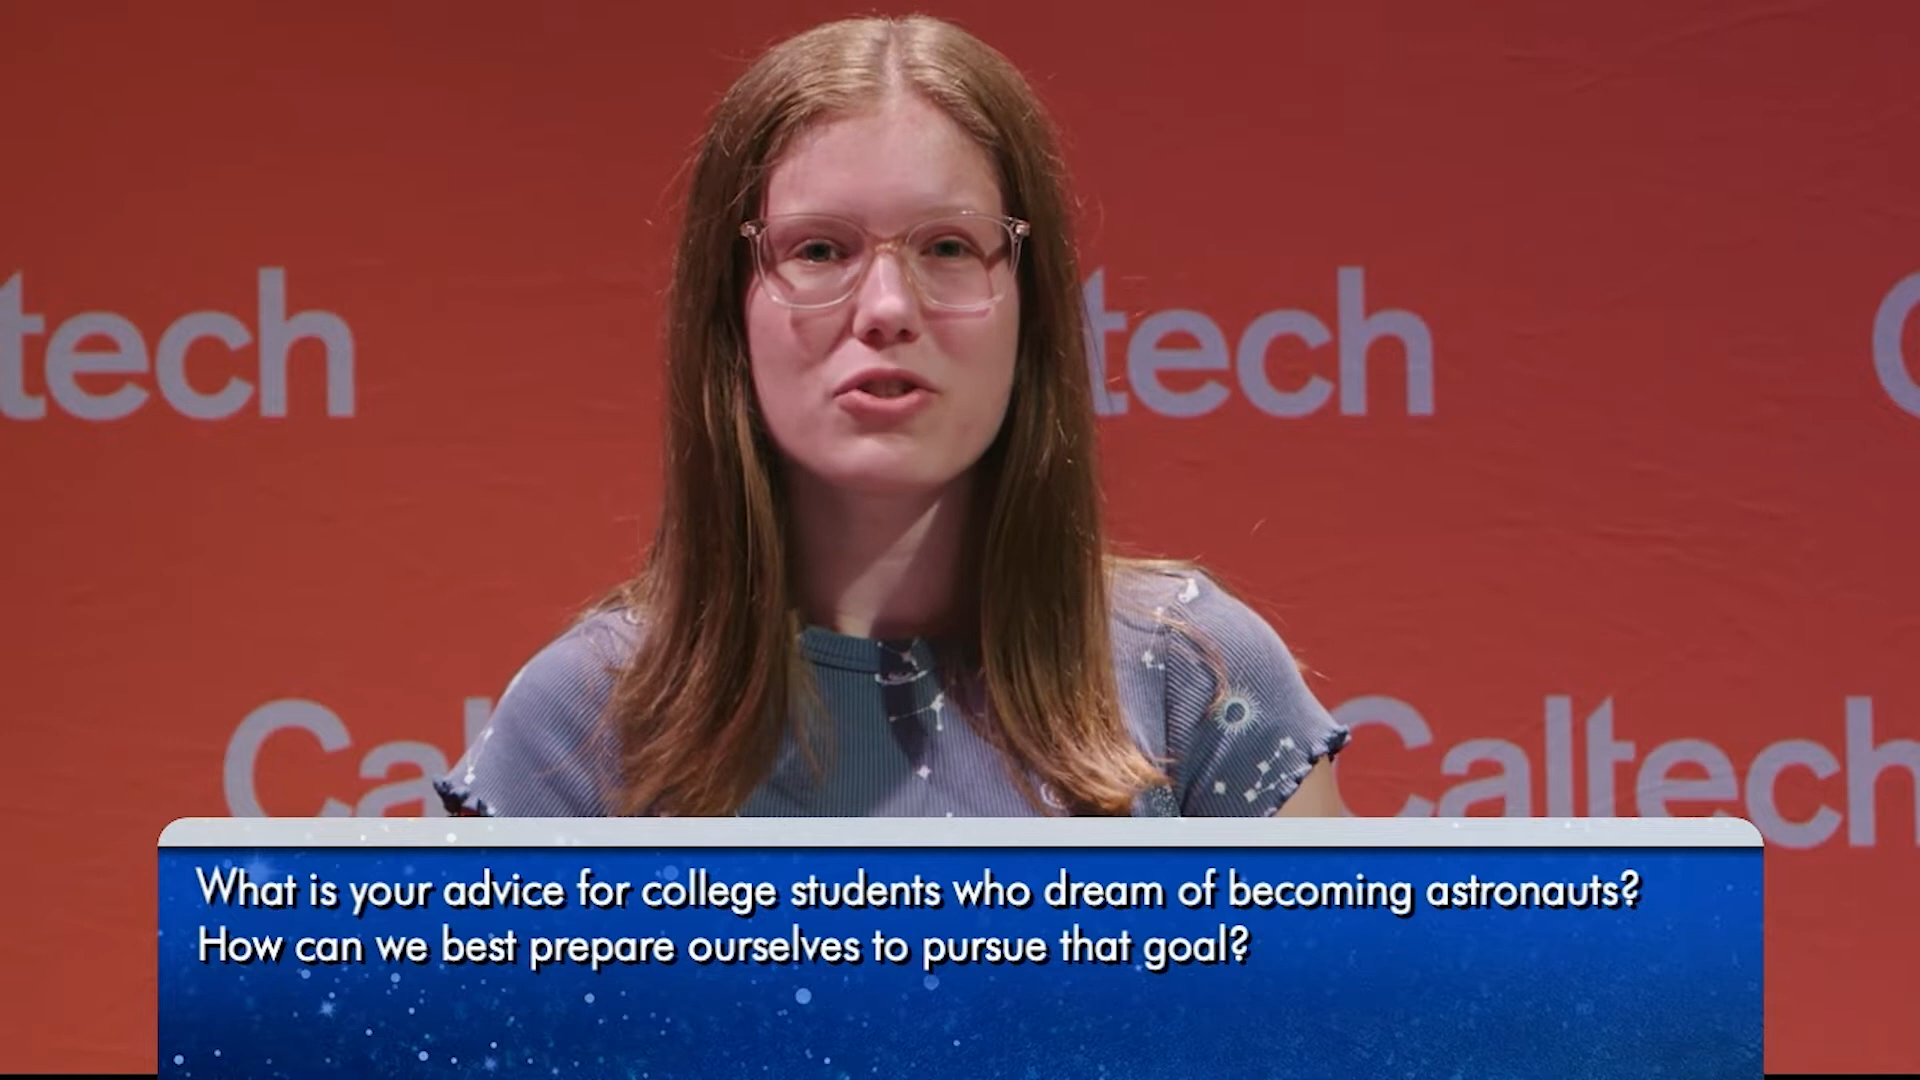 tech
tech
C
Ca
Caltech
What is your advice for college students who dream of becoming astronauts?
How can we best prepare ourselves to pursue that goal?